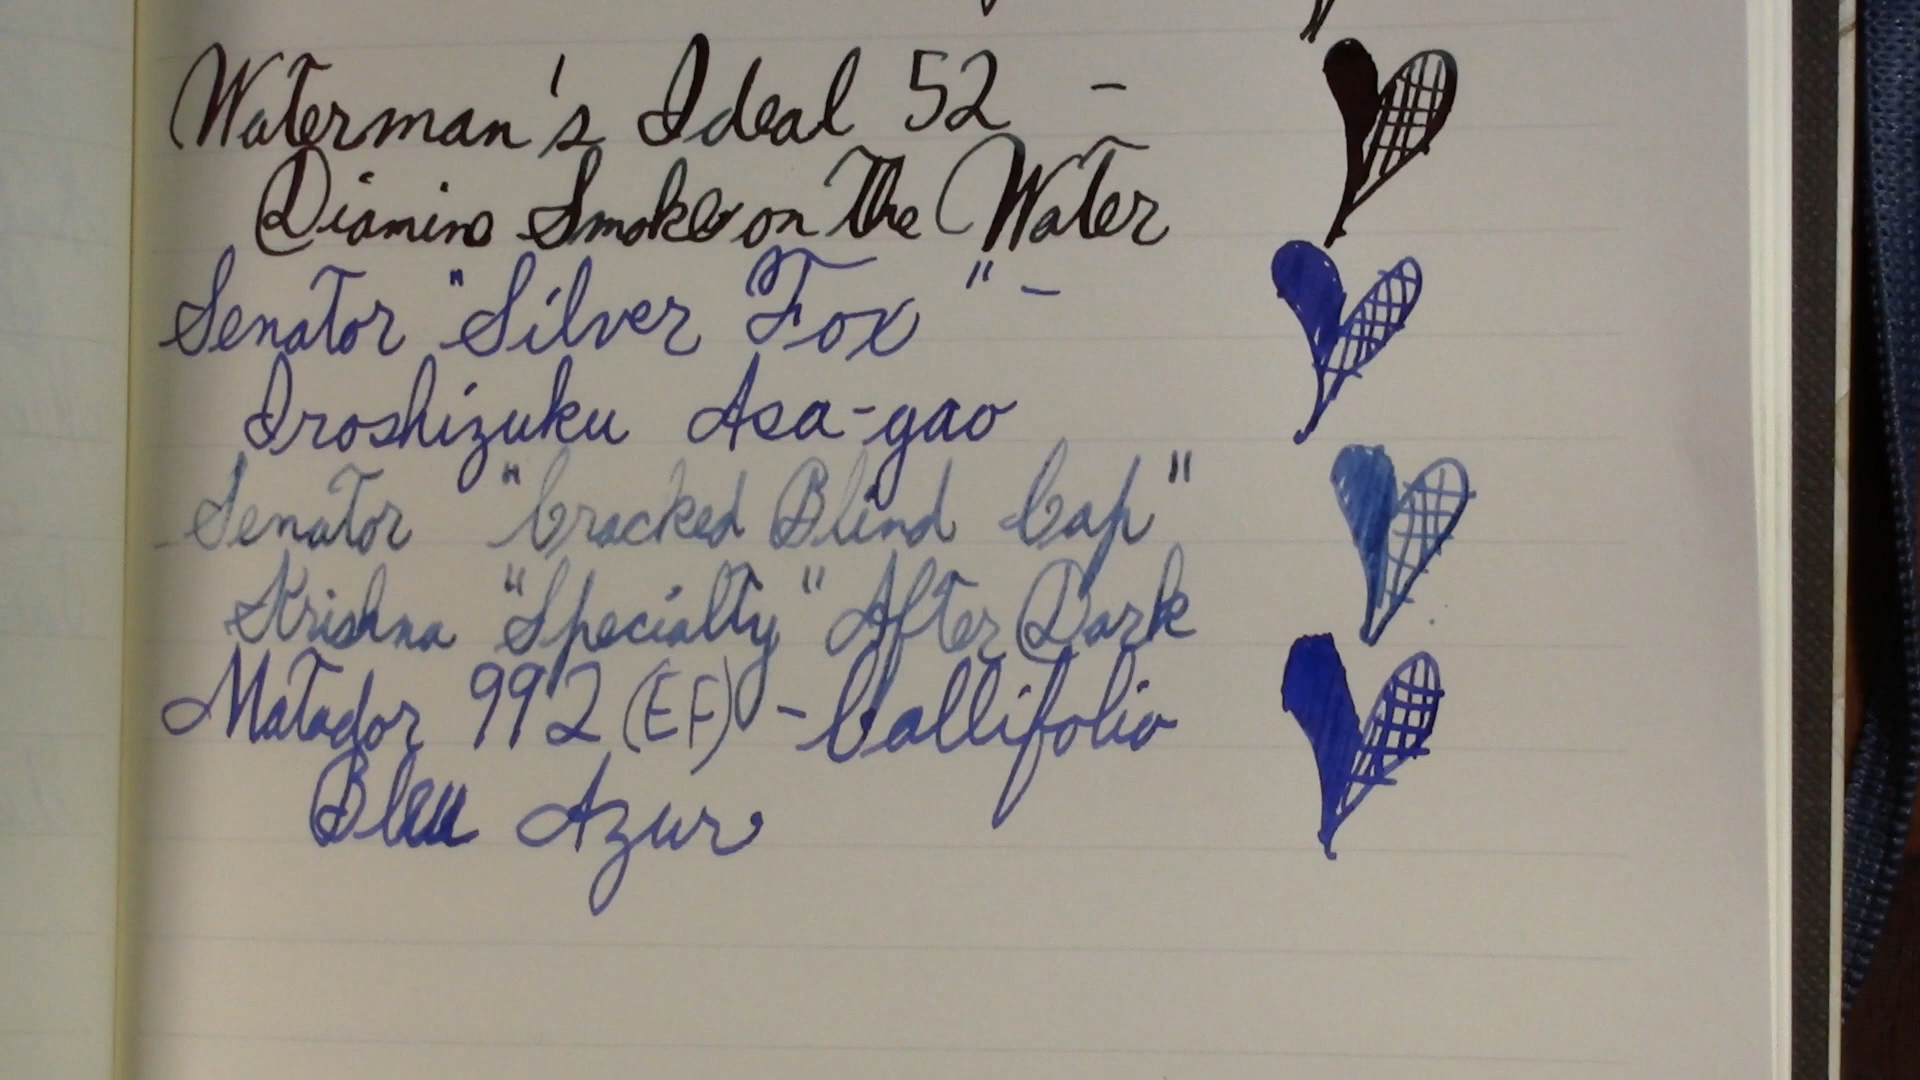 Waterman's Ideal 52 -
Diamine Smoke on The Water
Senator "Silver Fox" -
Iroshizuku Asa-gao
Senator "Cracked Blind Cap"
Krishna "Specialty" After Dark
Matador 992 (EF) - Callifolio
Bleu Azur